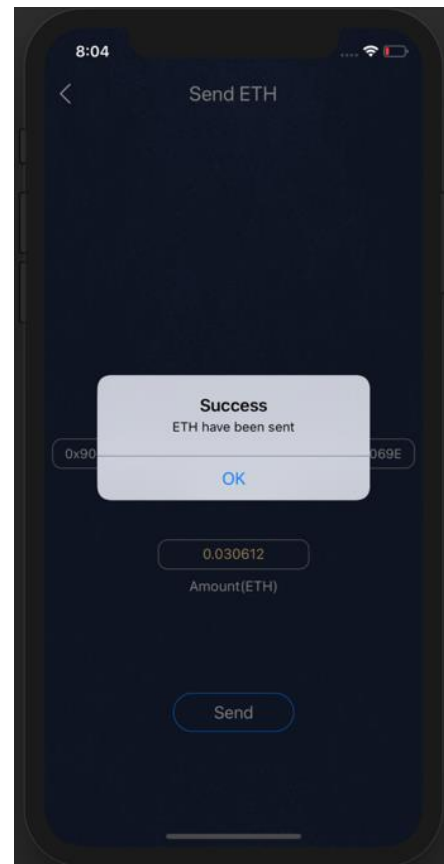 8:04
Send ETH
Success
ETH have been sent
OK
0x90
069E
0.030612
Amount(ETH)
Send